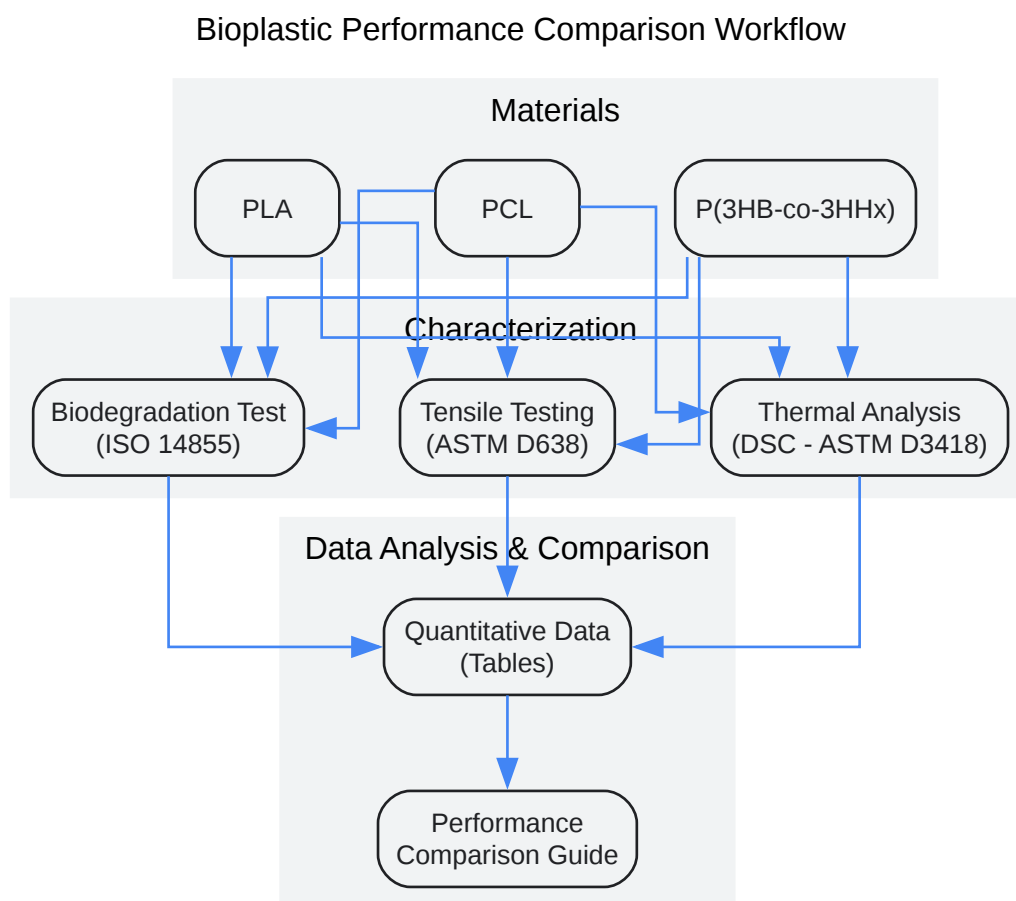 Bioplastic Performance Comparison Workflow
Materials
PLA
PCL
P(3HB-co-3HHx)
Characterization
Biodegradation Test
(ISO 14855)
Tensile Testing
(ASTM D638)
Thermal Analysis
(DSC - ASTM D3418)
Data Analysis & Comparison
Quantitative Data
(Tables)
Performance
Comparison Guide